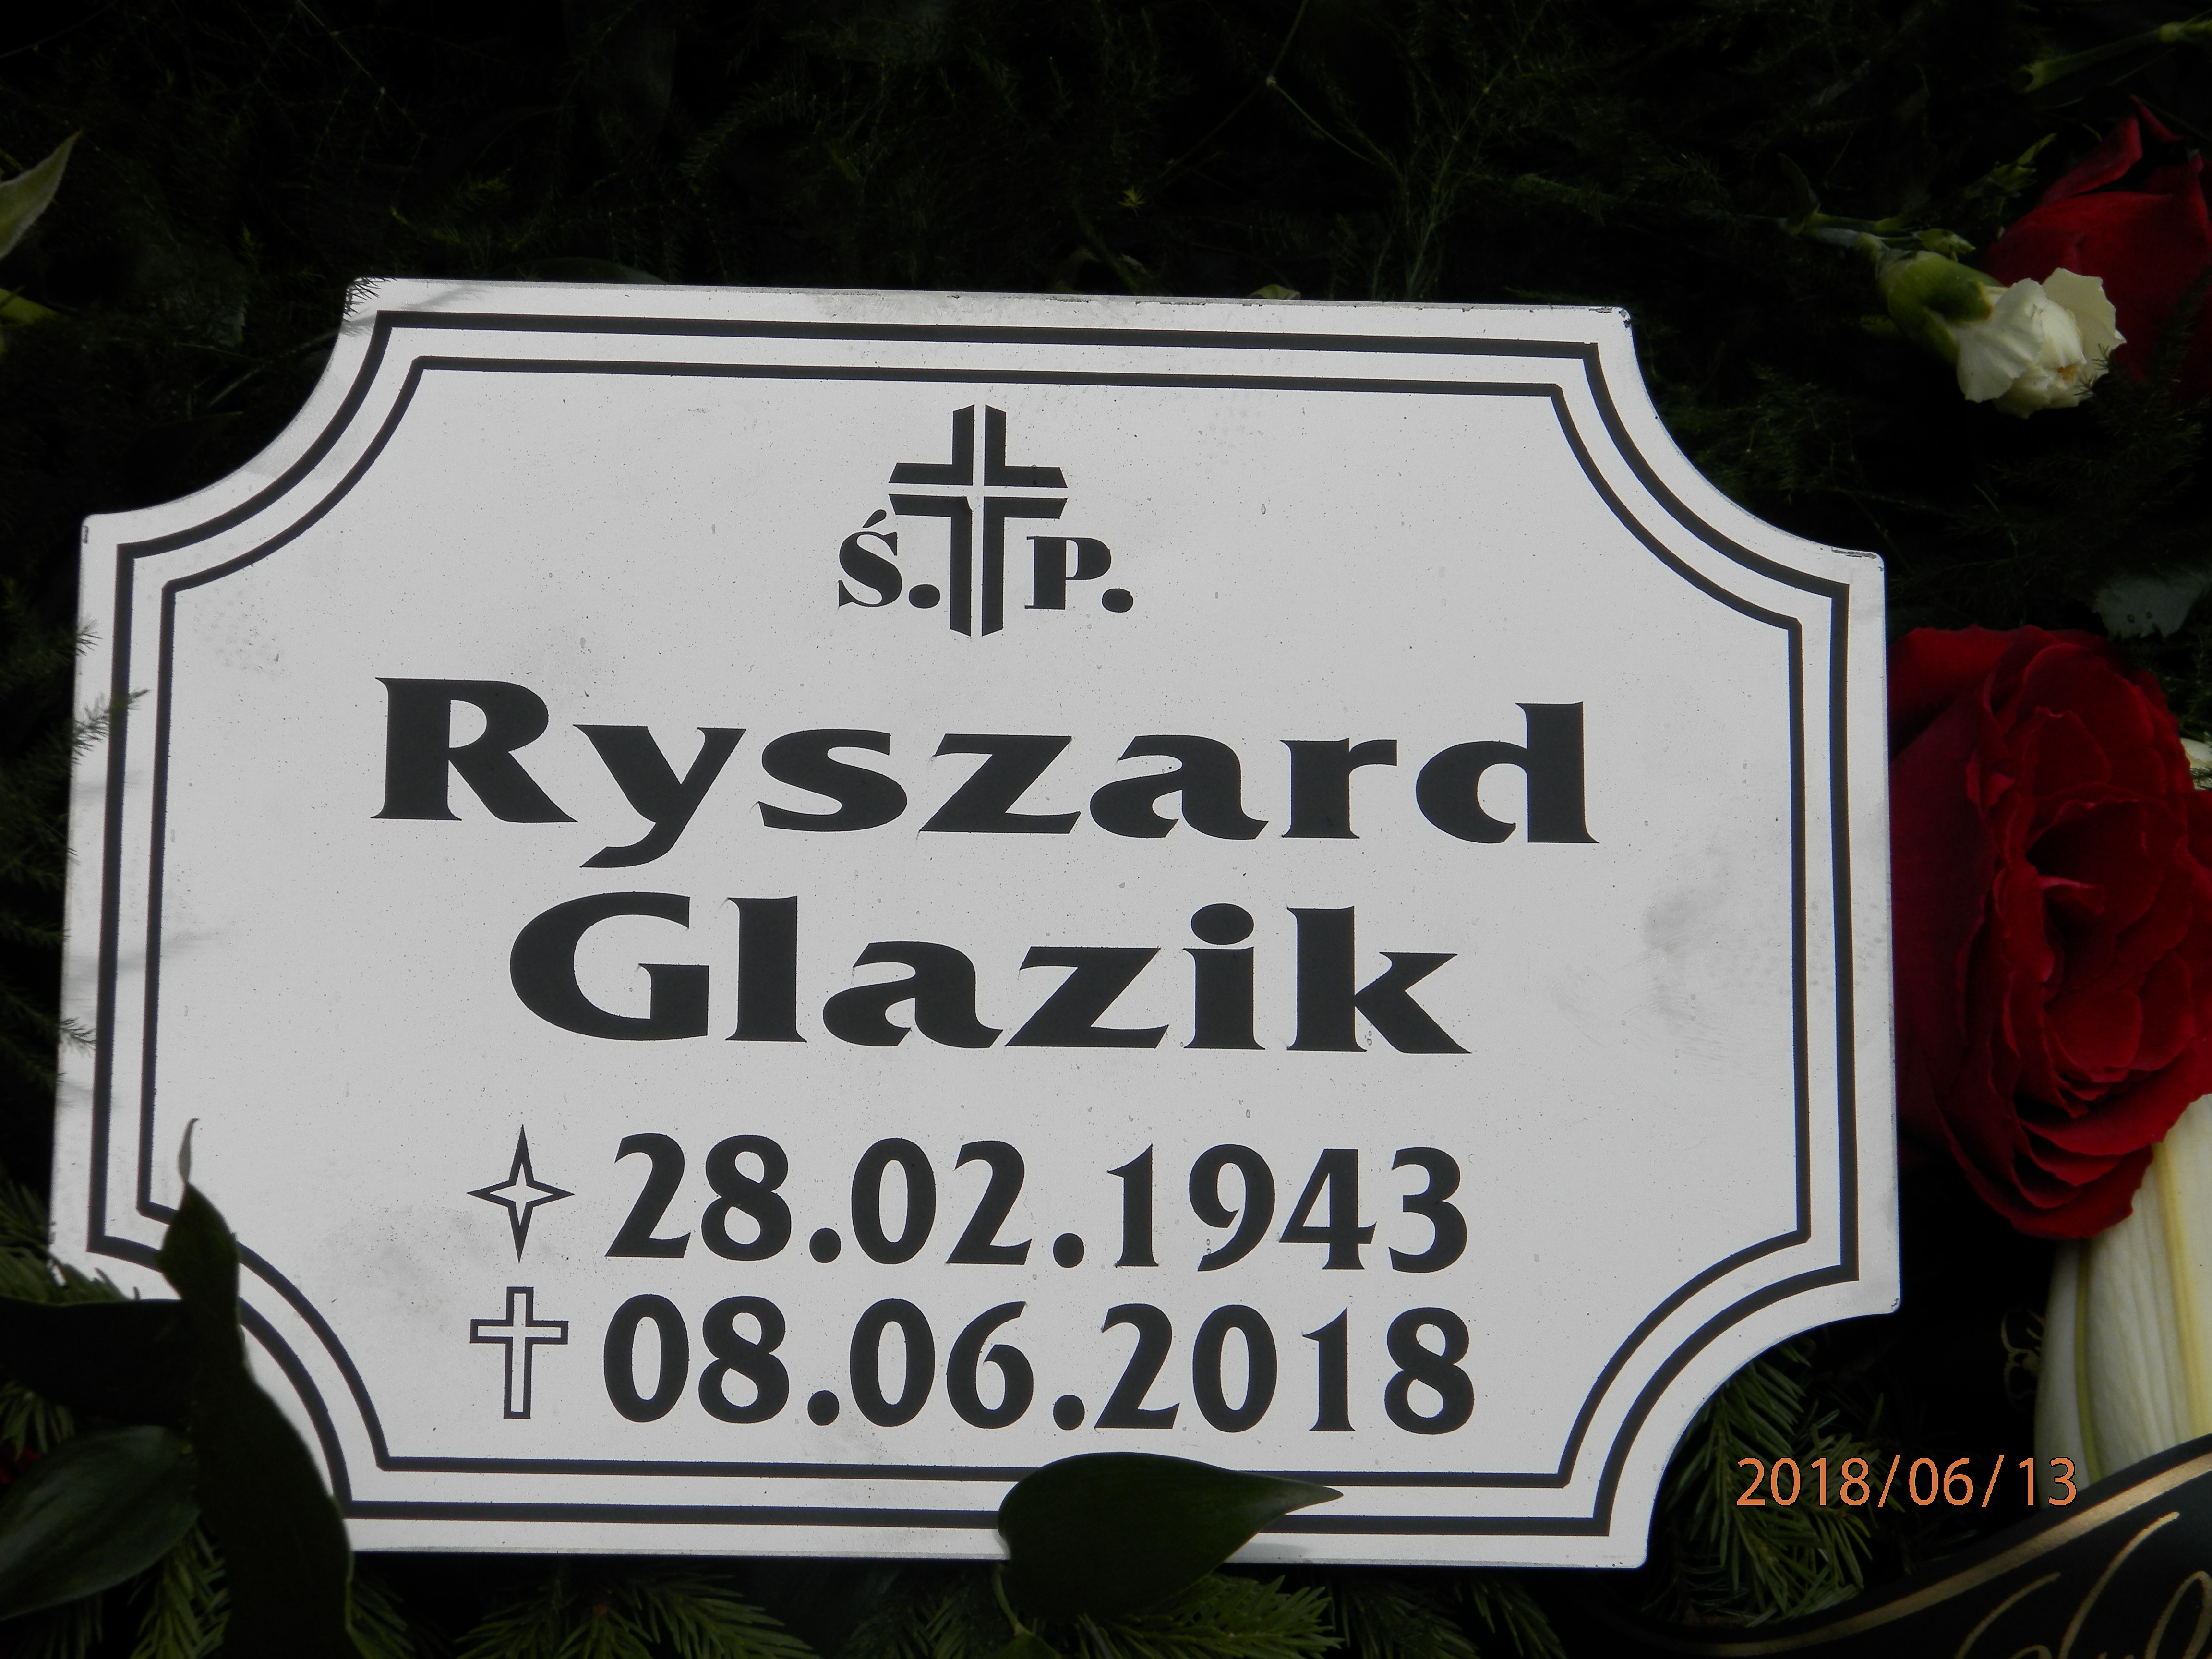 Ś. P.
Ryszard
Glazik
28.02.1943
08.06.2018
2018/06/13